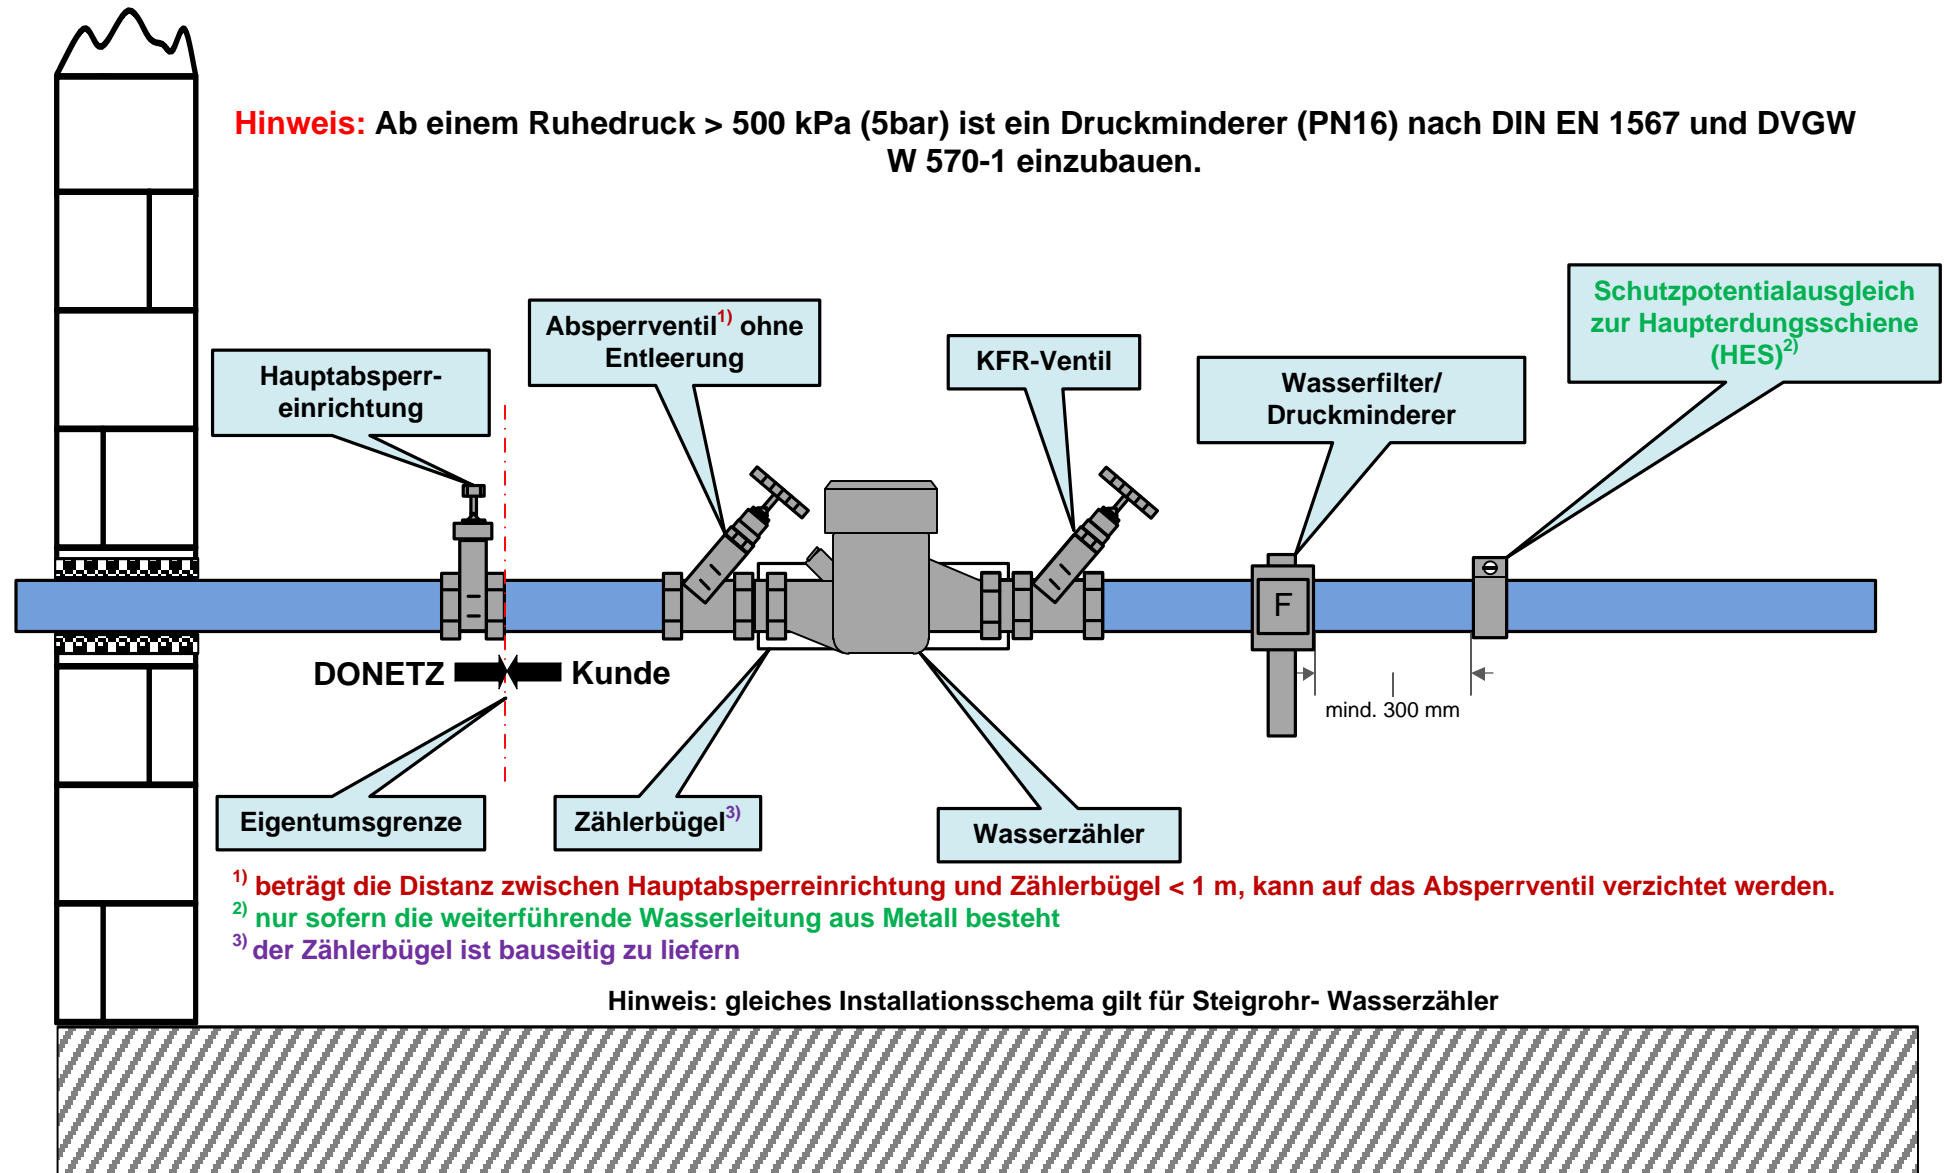 Hinweis: Ab einem Ruhedruck > 500 kPa (5bar) ist ein Druckminderer (PN16) nach DIN EN 1567 und DVGW
W 570-1 einzubauen.
Hauptabsperr-
einrichtung
Absperrventil1) ohne
Entleerung
KFR-Ventil
Wasserfilter/
Druckminderer
Schutzpotentialausgleich
zur Haupterdungsschiene
(HES)2)
F
DONETZ
Kunde
mind. 300 mm
Eigentumsgrenze
Zählerbügel3)
Wasserzähler
1) beträgt die Distanz zwischen Hauptabsperreinrichtung und Zählerbügel < 1 m, kann auf das Absperrventil verzichtet werden.
2) nur sofern die weiterführende Wasserleitung aus Metall besteht
3) der Zählerbügel ist bauseitig zu liefern
Hinweis: gleiches Installationsschema gilt für Steigrohr- Wasserzähler